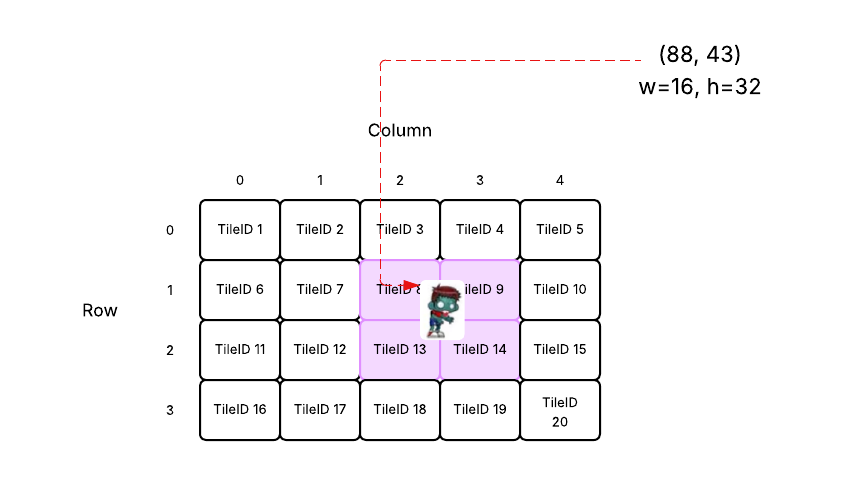 (88, 43)
w=16, h=32
Column
0 1 2 3 4
0 TileID 1 TileID 2 TileID 3 TileID 4 TileID 5
1 TileID 6 TileID 7 TileID ileID 9 TileID 10
Row
2 TileID 11 TileID 12 TileID 13 TileID 14 TileID 15
3 TileID 16 TileID 17 TileID 18 TileID 19 TileID
20